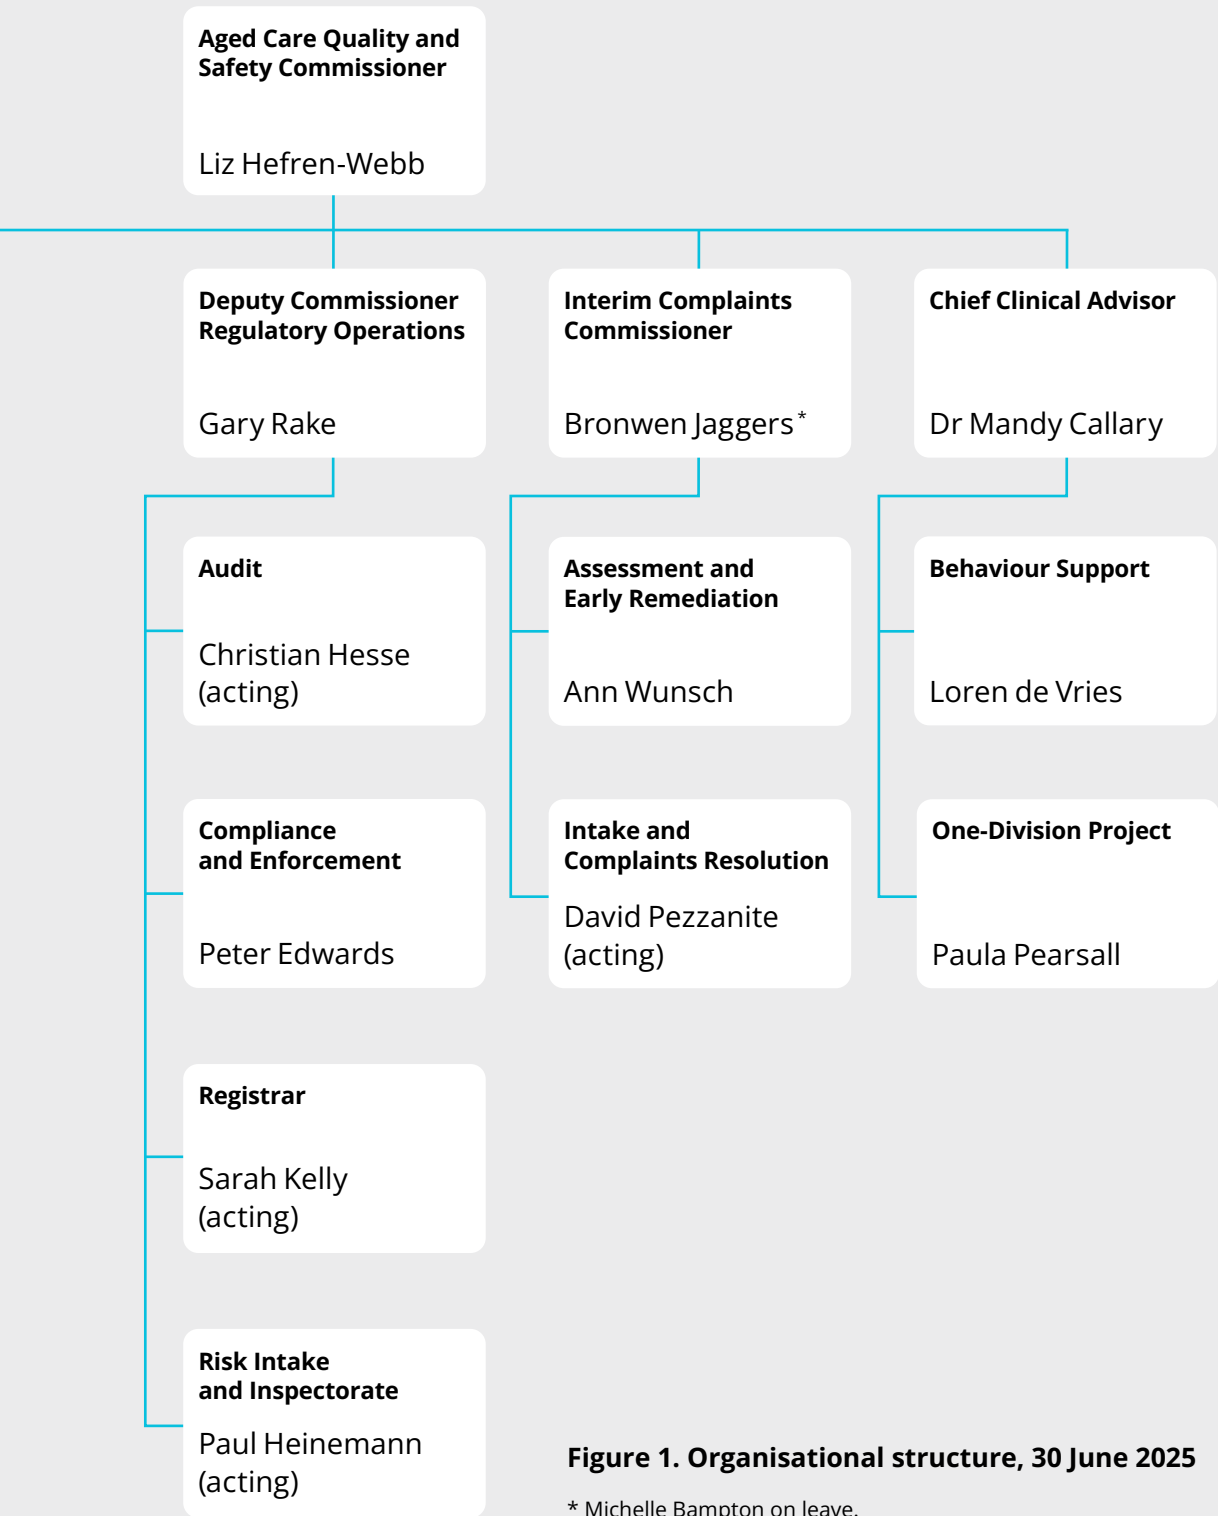 Aged Care Quality and
Safety Commissioner
Liz Hefren-Webb
Deputy Commissioner
Regulatory Operations
Gary Rake
Interim Complaints
Commissioner
Bronwen Jaggers*
Chief Clinical Advisor
Dr Mandy Callary
Audit
Christian Hesse
(acting)
Assessment and
Early Remediation
Ann Wunsch
Behaviour Support
Loren de Vries
Compliance
and Enforcement
Peter Edwards
Intake and
Complaints Resolution
David Pezzanite
(acting)
One-Division Project
Paula Pearsall
Registrar
Sarah Kelly
(acting)
Risk Intake
and Inspectorate
Paul Heinemann
(acting)
Figure 1. Organisational structure, 30 June 2025
* Michelle Bampton on leave.